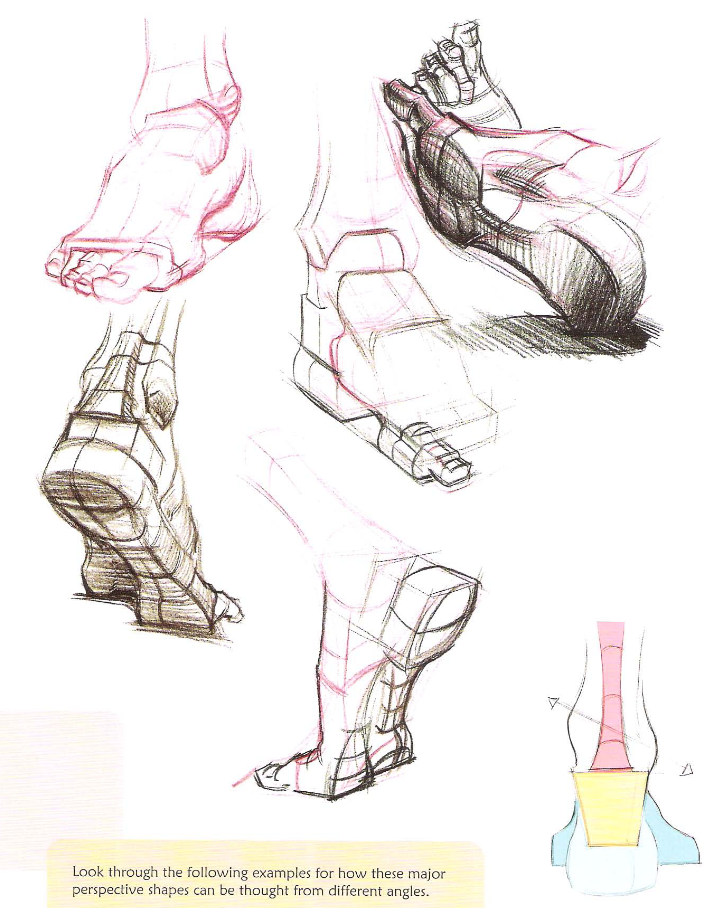 Look through the following examples for how these major
perspective shapes can be thought from different angles.